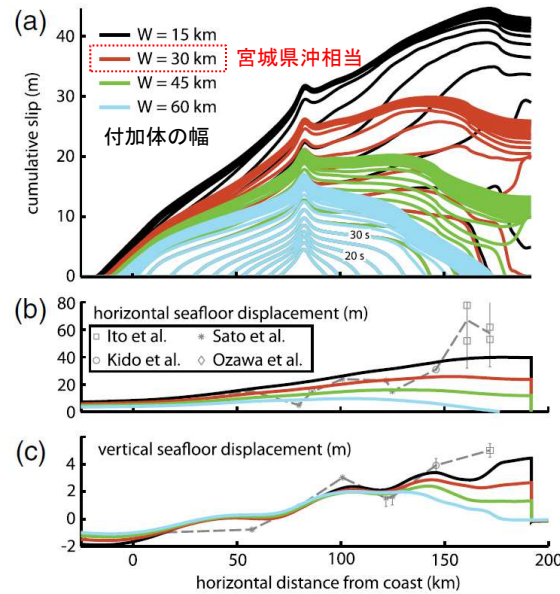 (a)
40
30
20
10
0
cumulative slip (m)
W = 15 km
W = 30 km 宮城県沖相当
W = 45 km
W = 60 km
付加体の幅
30 s
20 s
(b)
80
60
40
20
0
horizontal seafloor displacement (m)
Ito et al. Sato et al.
Kido et al. Ozawa et al.
(c)
vertical seafloor displacement (m)
4
2
0
-2
0 50 100 150 200
horizontal distance from coast (km)